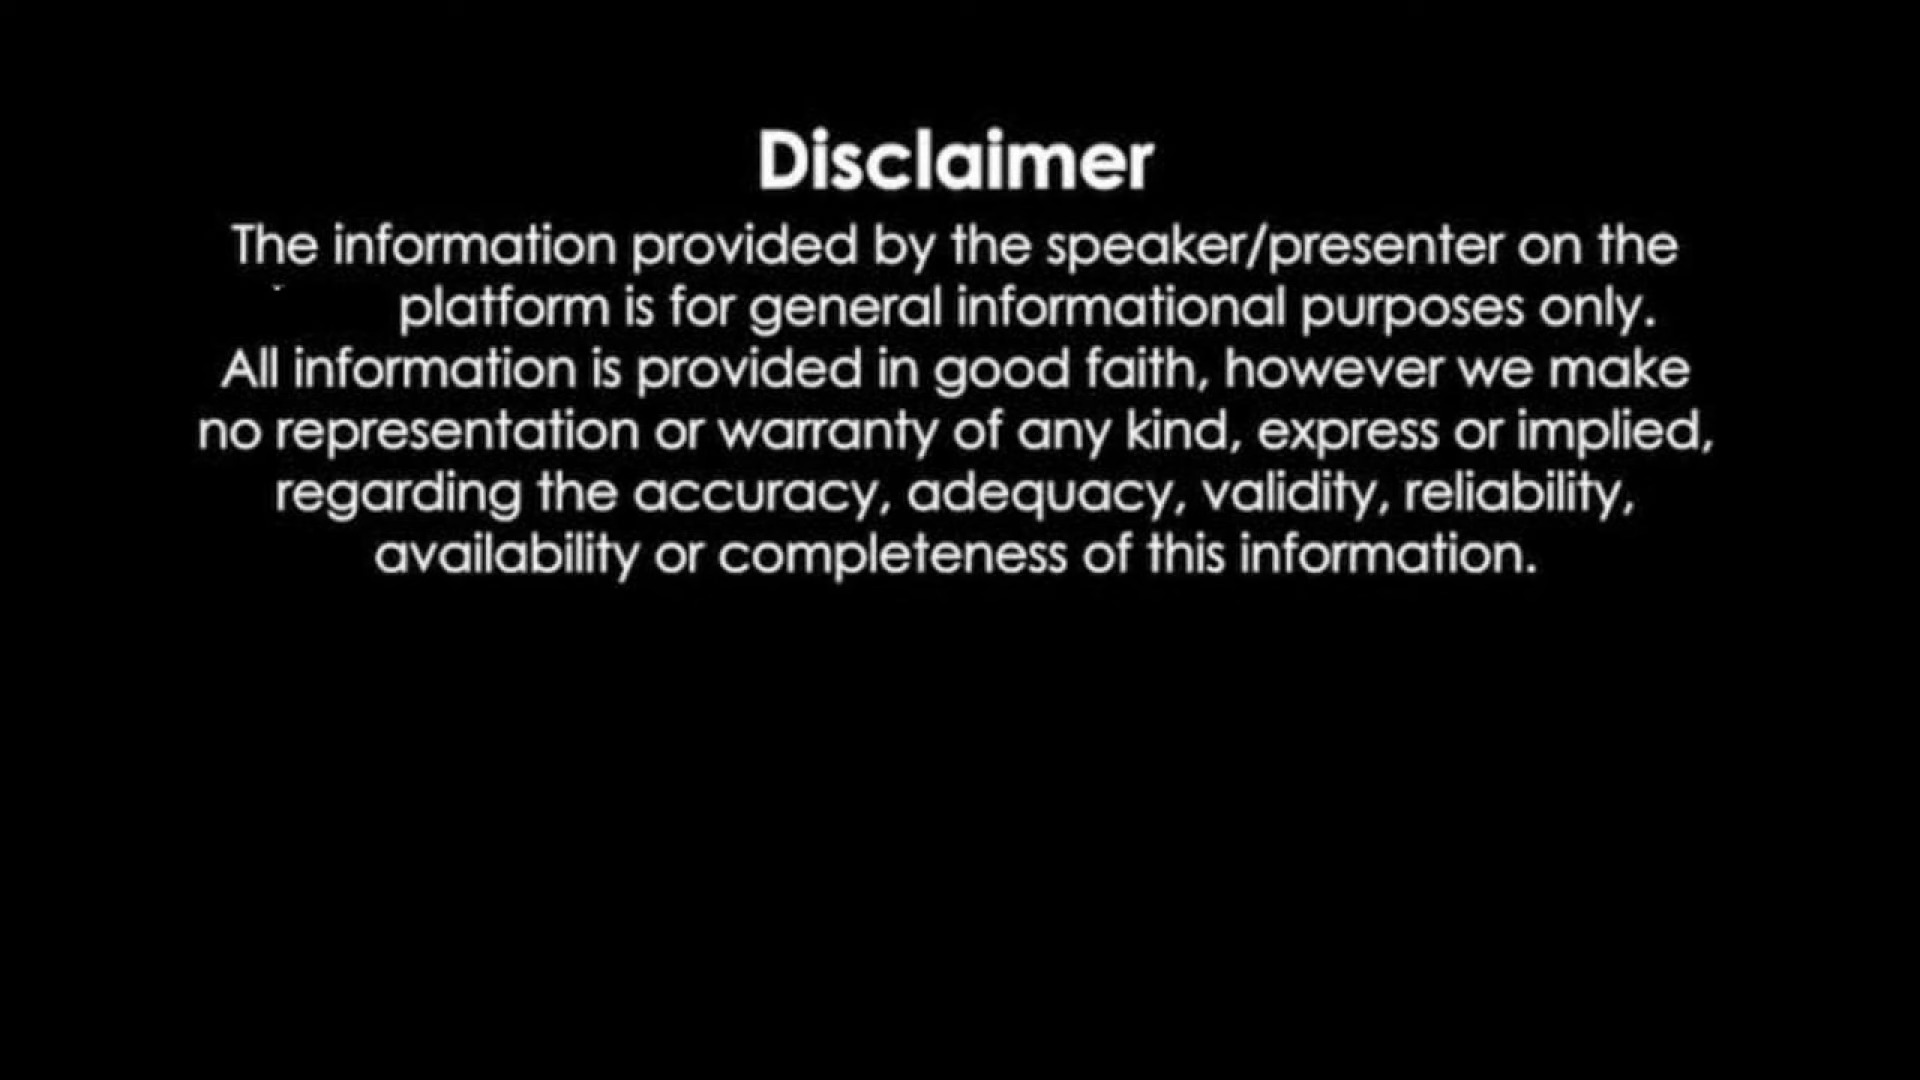 Disclaimer
The information provided by the speaker/presenter on the
platform is for general informational purposes only.
All information is provided in good faith, however we make
no representation or warranty of any kind, express or implied,
regarding the accuracy, adequacy, validity, reliability,
availability or completeness of this information.